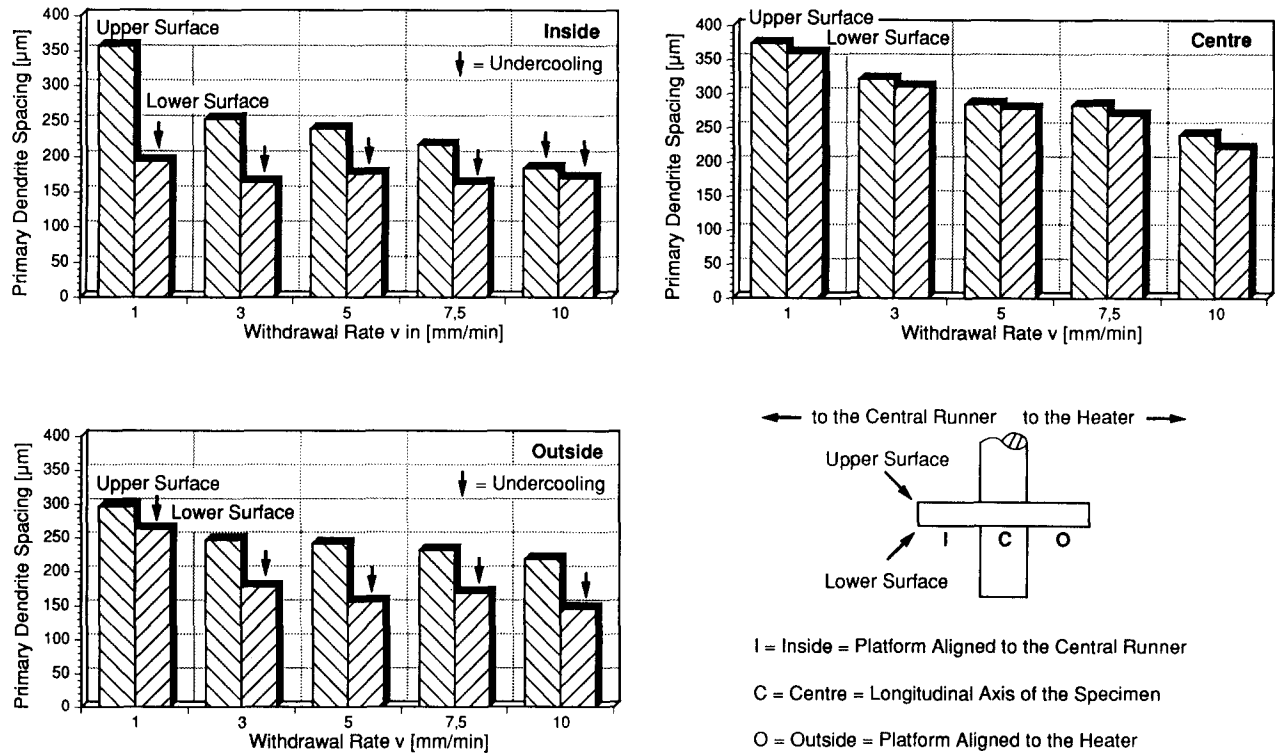 Primary Dendrite Spacing [µm]
400
350
300
250
200
150
100
50
0
Upper Surface
Inside
= Undercooling
Lower Surface
1
3
5
7,5
10
Withdrawal Rate v in [mm/min]
Primary Dendrite Spacing [µm]
400
350
300
250
200
150
100
50
0
Upper Surface
Lower Surface
Centre
1
3
5
7,5
10
Withdrawal Rate v [mm/min]
Primary Dendrite Spacing [µm]
400
350
300
250
200
150
100
50
0
Outside
Upper Surface
= Undercooling
Lower Surface
1
3
5
7,5
10
Withdrawal Rate v [mm/min]
to the Central Runner to the Heater
Upper Surface
I C O
Lower Surface
I = Inside = Platform Aligned to the Central Runner
C = Centre = Longitudinal Axis of the Specimen
O = Outside = Platform Aligned to the Heater